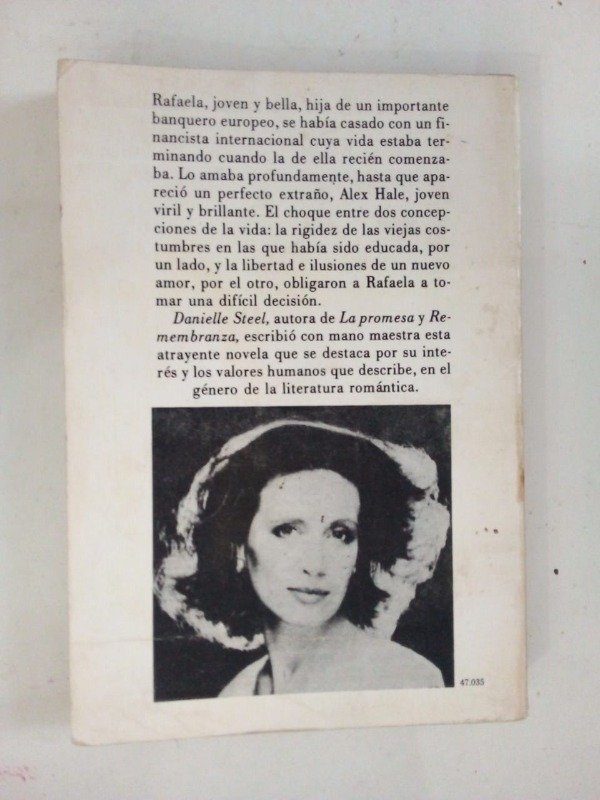 Rafaela, joven y bella, hija de un importante
banquero europeo, se había casado con un fi-
nancista internacional cuya vida estaba ter-
minando cuando la de ella recién comenza-
ba. Lo amaba profundamente, hasta que apa-
reció un perfecto extraño, Alex Hale, joven
viril y brillante. El choque entre dos concep-
ciones de la vida: la rigidez de las viejas cos-
tumbres en las que había sido educada, por
un lado, y la libertad e ilusiones de un nuevo
amor, por el otro, obligaron a Rafaela a to-
mar una difícil decisión.
Danielle Steel, autora de La promesa y Re-
membranza, escribió con mano maestra esta
atrayente novela que se destaca por su inte-
rés y los valores humanos que describe, en el
género de la literatura romántica.
47.035